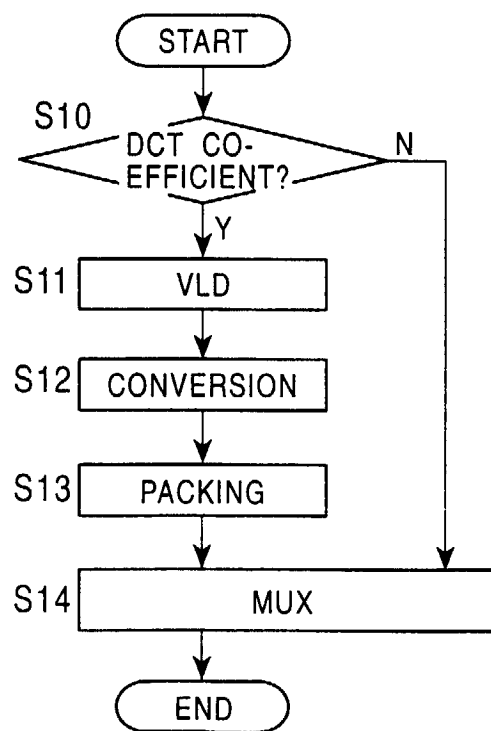 START
S10
DCT CO-
EFFICIENT?
N
Y
S11
VLD
S12
CONVERSION
S13
PACKING
S14
MUX
END